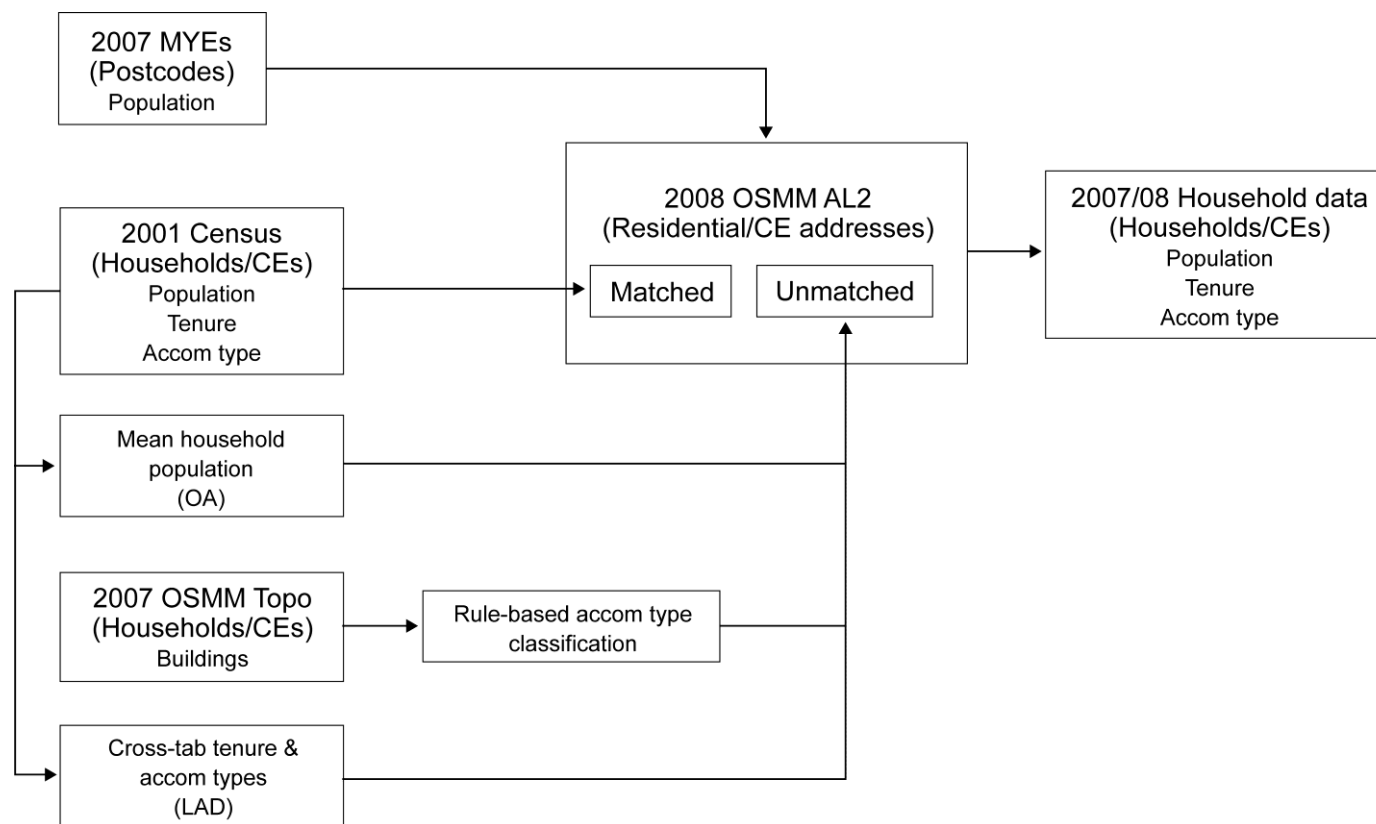 2007 MYEs
(Postcodes)
Population
2008 OSMM AL2
(Residential/CE addresses)
Matched
Unmatched
2007/08 Household data
(Households/CEs)
Population
Tenure
Accom type
2001 Census
(Households/CEs)
Population
Tenure
Accom type
Mean household
population
(OA)
2007 OSMM Topo
(Households/CEs)
Buildings
Rule-based accom type
classification
Cross-tab tenure &
accom types
(LAD)